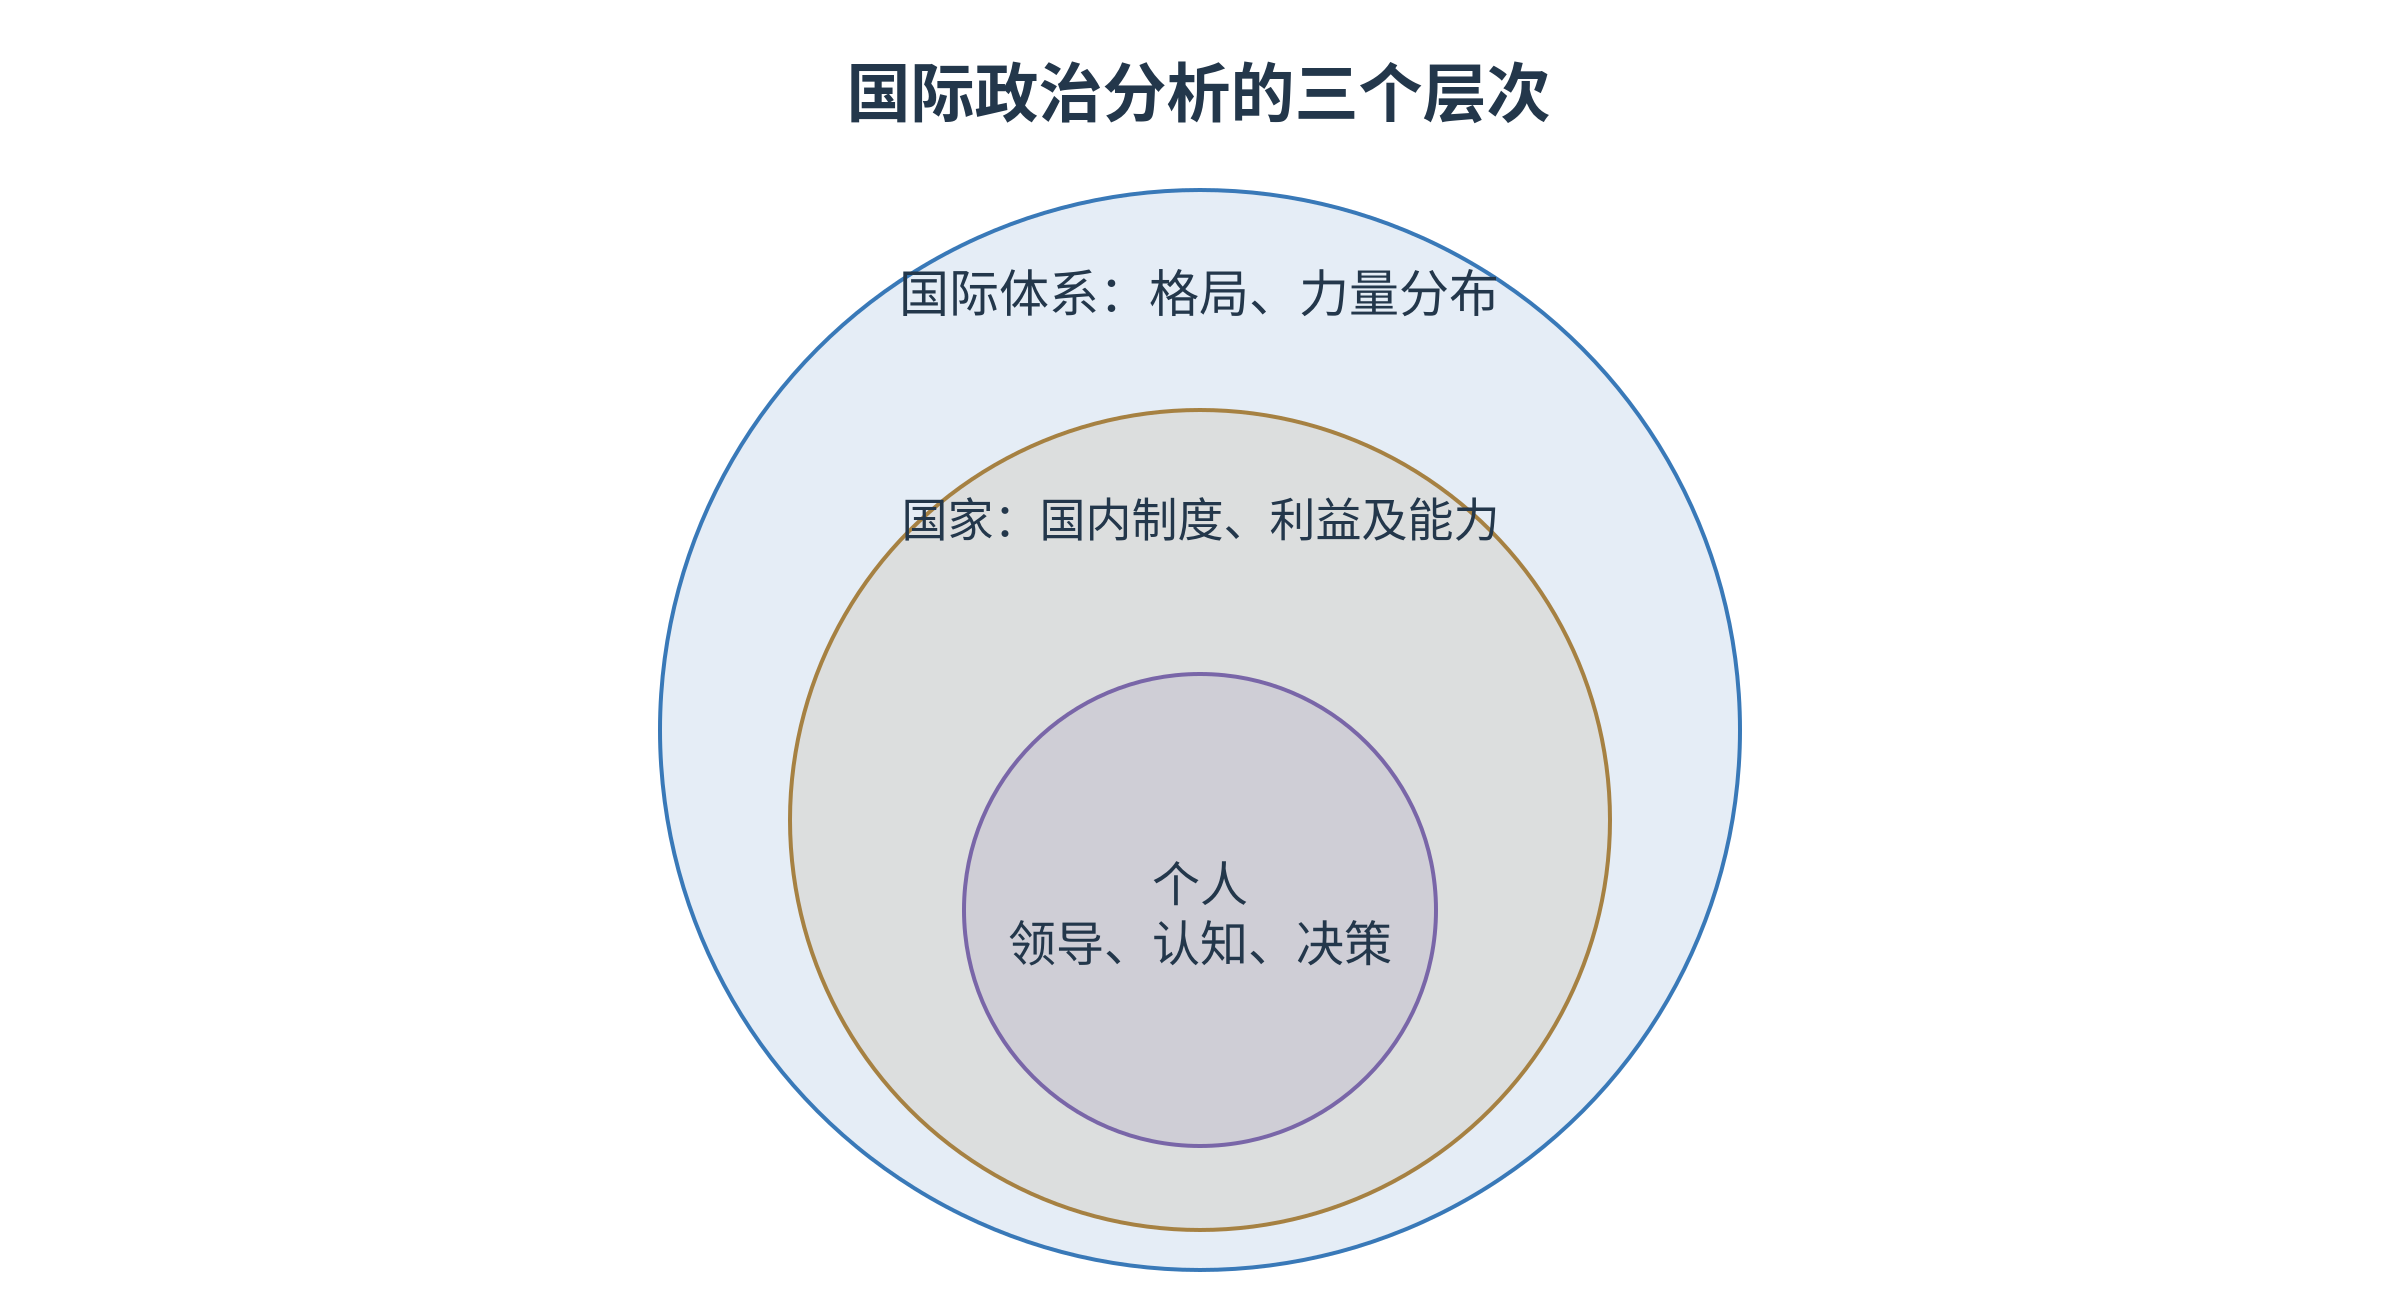 国际政治分析的三个层次
国际体系：格局、力量分布
国家：国内制度、利益及能力
个人
领导、认知、决策